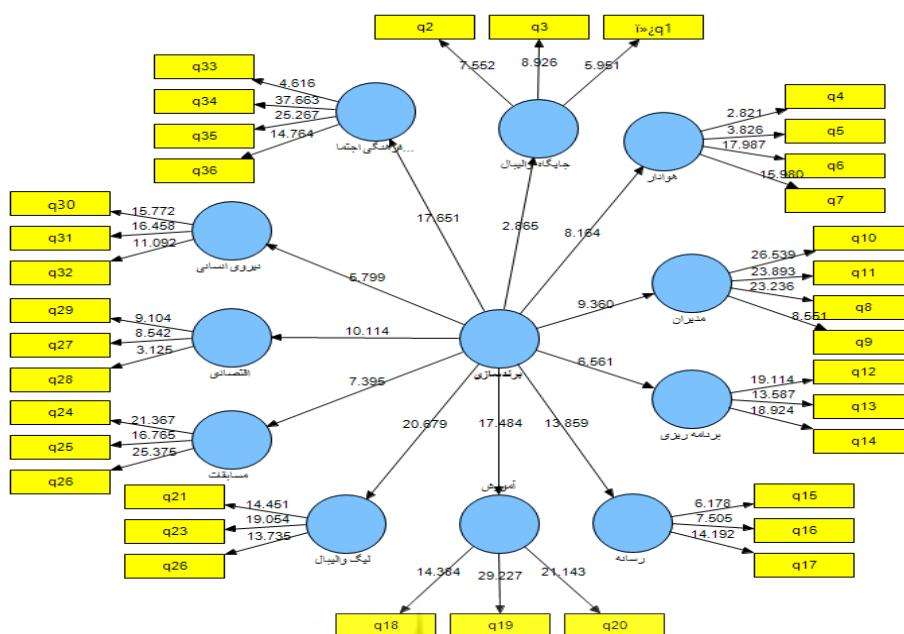 q2
q3
ï»¿q1
7.552
8.926
5.951
جایگاه والیبال
q33
q34
q35
q36
4.616
37.663
25.267
14.764
فرهنگی اجتما...
q4
q5
q6
q7
2.821
3.826
17.987
15.980
هوادار
17.651
2.865
8.164
q30
q31
q32
15.772
16.458
11.092
نیروی انسانی
5.799
q10
q11
q8
q9
26.539
23.893
23.236
8.551
مدیران
9.360
q29
q27
q28
9.104
8.542
3.125
اقتصادی
10.114
برندسازی
6.561
q12
q13
q14
19.114
13.587
18.924
برنامه ریزی
q24
q25
q26
21.367
16.765
25.375
مسابقات
7.395
20.679
17.484
13.859
q21
q23
q26
14.451
19.054
13.735
لیگ والیبال
آموزش
14.384
29.227
21.143
q18
q19
q20
q15
q16
q17
6.178
7.505
14.192
رسانه